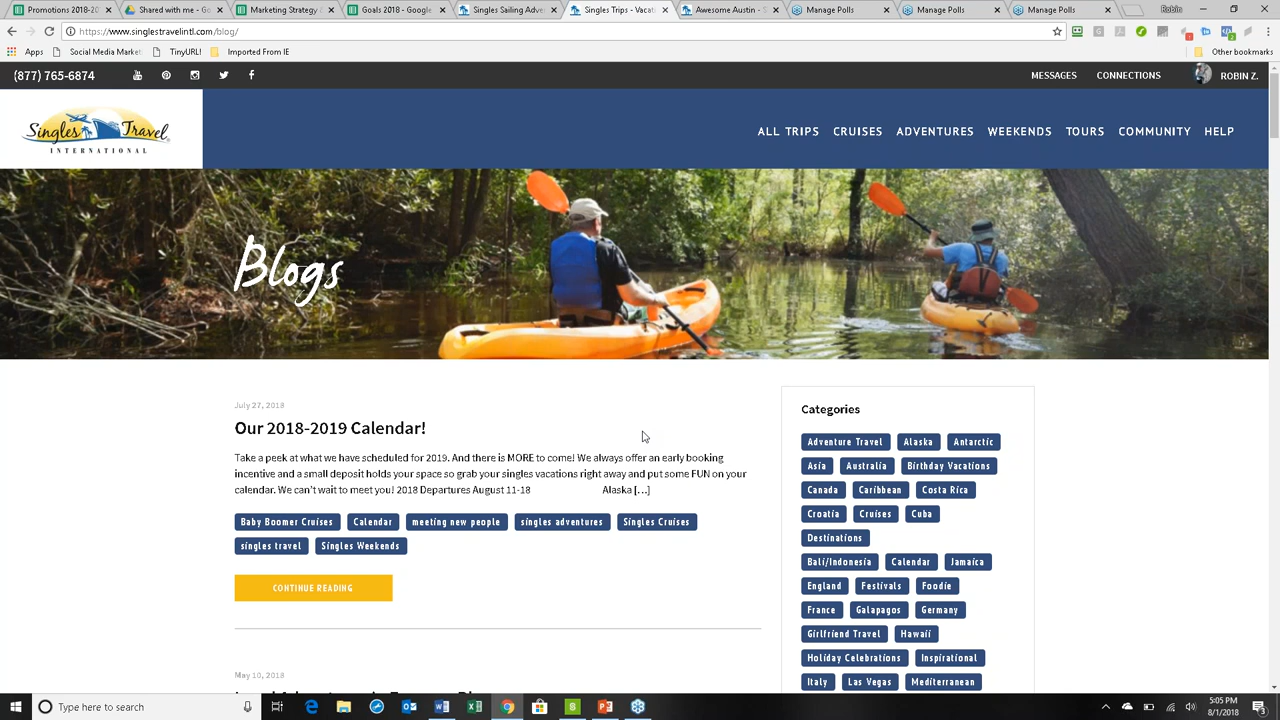 Promotions 2018-20
Shared with me - Go
Marketing Strategy
Goals 2018 - Google
Singles Sailing Adve
Singles Trips - Vacat
Awesome Austin - S
Manage Polls
Manage Polls
Manage Polls
Robin
https://www.singlestravelintl.com/blog/
Apps
Social Media Market
TinyURL!
Imported From IE
Other bookmarks
(877) 765-6874
MESSAGES
CONNECTIONS
ROBIN Z.
Singles Travel
INTERNATIONAL
ALL TRIPS
CRUISES
ADVENTURES
WEEKENDS
TOURS
COMMUNITY
HELP
Blogs
July 27, 2018
Our 2018-2019 Calendar!
Take a peek at what we have scheduled for 2019. And there is MORE to come! We always offer an early booking
incentive and a small deposit holds your space so grab your singles vacations right away and put some FUN on your
calendar. We can't wait to meet you! 2018 Departures August 11-18 Alaska [...]
Baby Boomer Cruises
Calendar
meeting new people
singles adventures
Singles Cruises
singles travel
Singles Weekends
CONTINUE READING
May 10, 2018
Categories
Adventure Travel
Alaska
Antarctic
Asia
Australia
Birthday Vacations
Canada
Caribbean
Costa Rica
Croatia
Cruises
Cuba
Destinations
Bali/Indonesia
Calendar
Jamaica
England
Festivals
Foodie
France
Galapagos
Germany
Girlfriend Travel
Hawaii
Holiday Celebrations
Inspirational
Italy
Las Vegas
Mediterranean
Type here to search
5:05 PM
8/1/2018